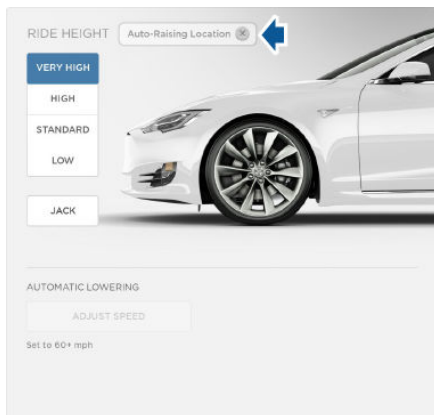 RIDE HEIGHT
Auto-Raising Location
VERY HIGH
HIGH
STANDARD
LOW
JACK
AUTOMATIC LOWERING
ADJUST SPEED
Set to 60+ mph